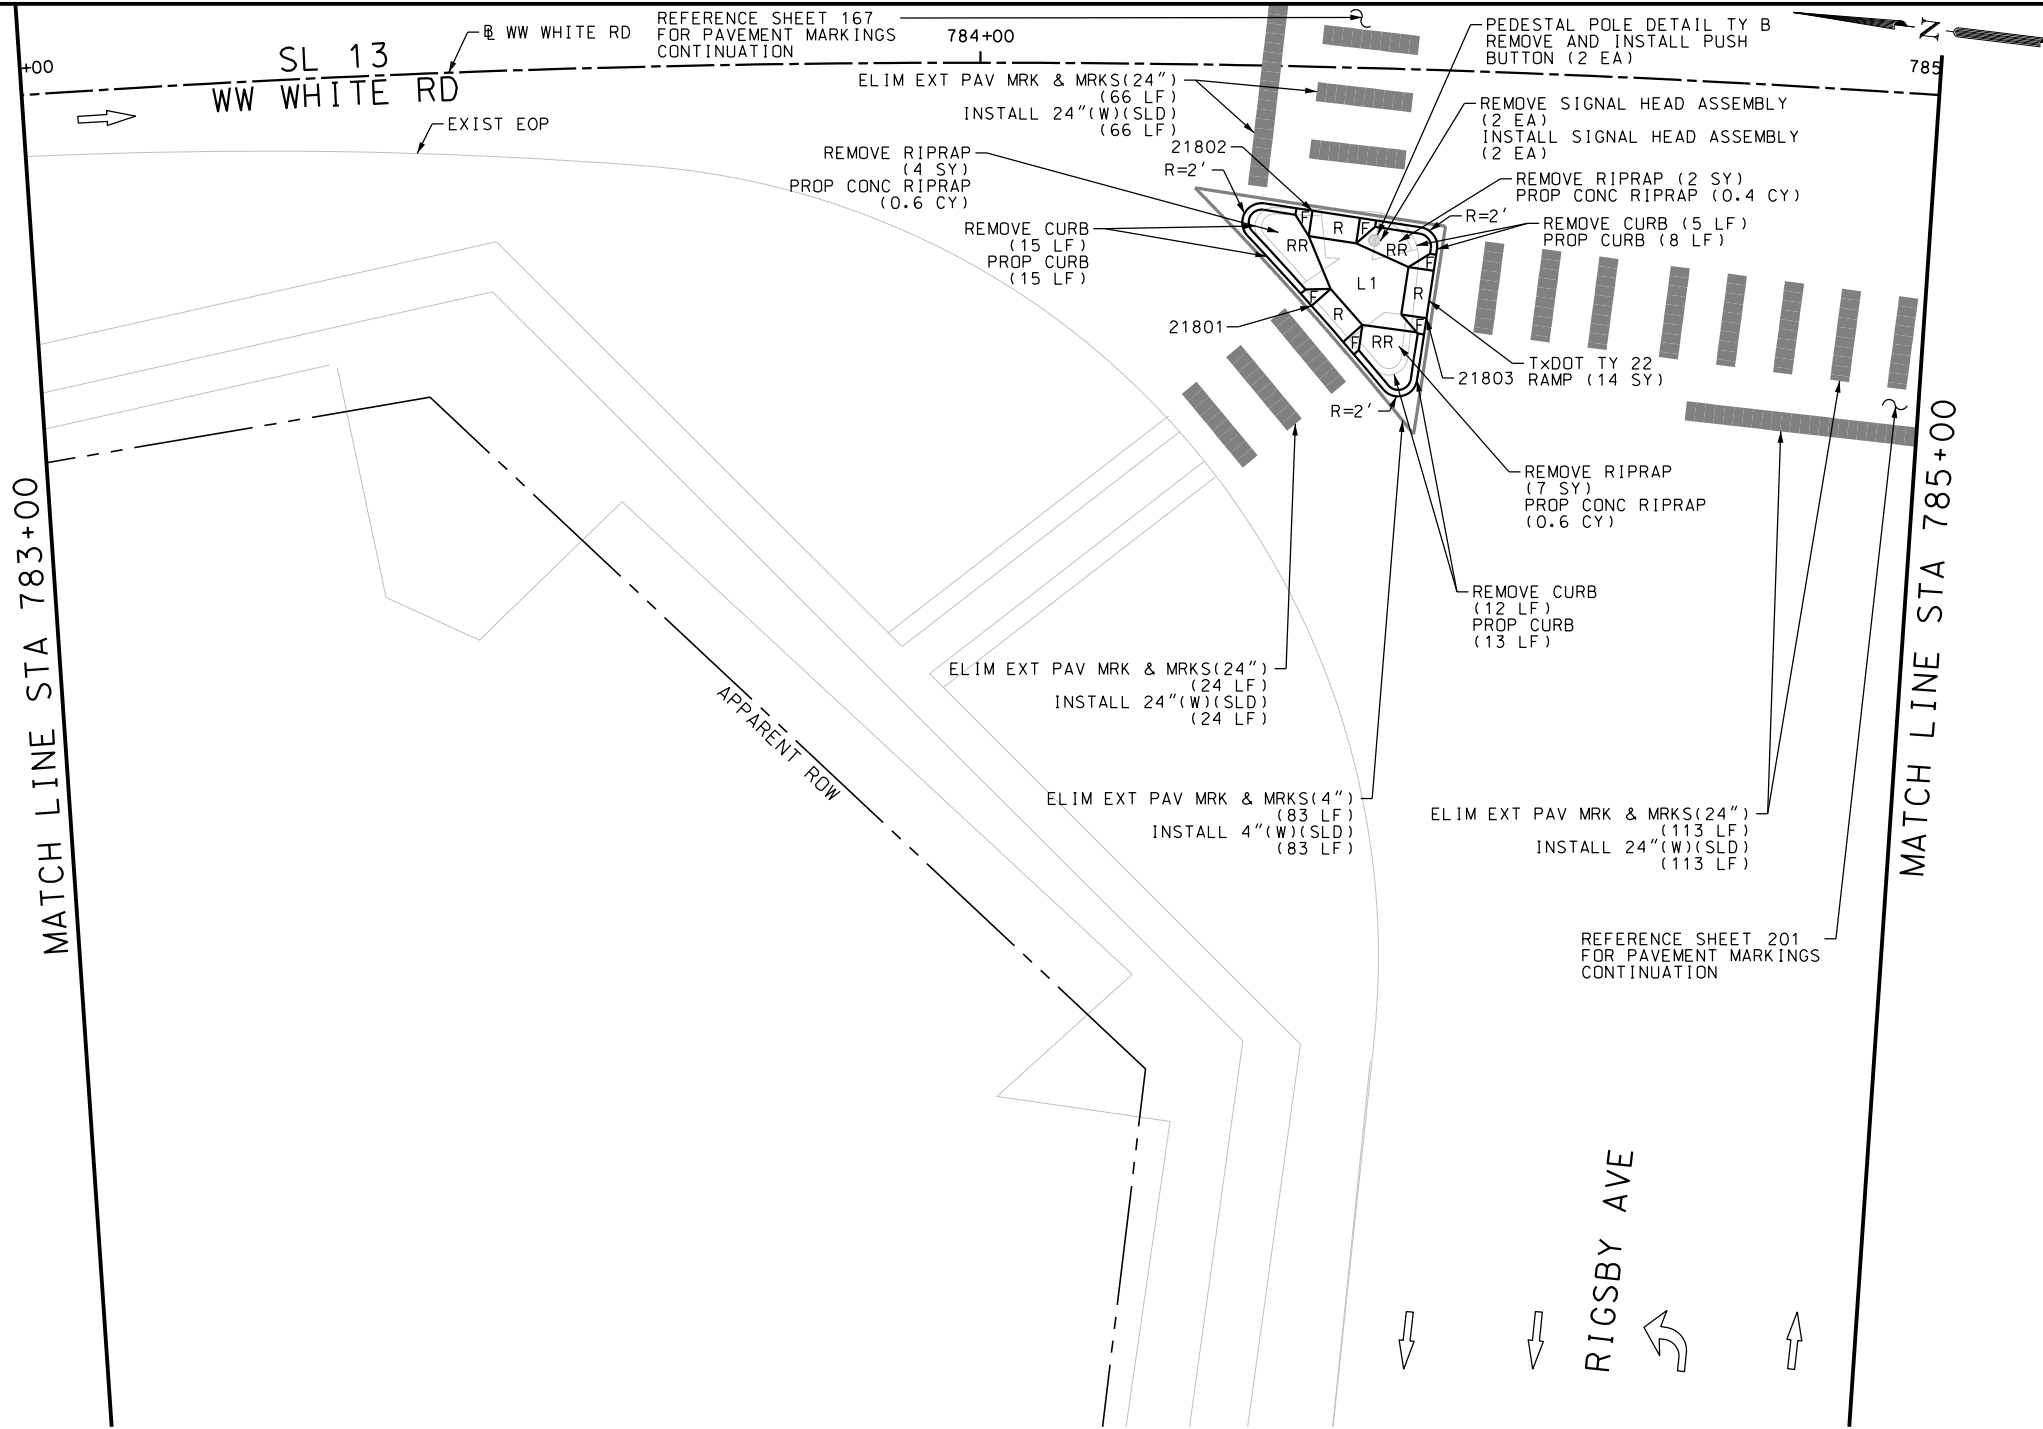 +00
SL 13
WW WHITE RD
℄ WW WHITE RD
REFERENCE SHEET 167
FOR PAVEMENT MARKINGS
CONTINUATION
784+00
785
N
EXIST EOP
ELIM EXT PAV MRK & MRKS(24")
(66 LF)
INSTALL 24"(W)(SLD)
(66 LF)
PEDESTAL POLE DETAIL TY B
REMOVE AND INSTALL PUSH
BUTTON (2 EA)
REMOVE SIGNAL HEAD ASSEMBLY
(2 EA)
INSTALL SIGNAL HEAD ASSEMBLY
(2 EA)
REMOVE RIPRAP
(4 SY)
PROP CONC RIPRAP
(0.6 CY)
21802
R=2'
REMOVE RIPRAP (2 SY)
PROP CONC RIPRAP (0.4 CY)
R=2'
REMOVE CURB (5 LF)
PROP CURB (8 LF)
REMOVE CURB
(15 LF)
PROP CURB
(15 LF)
F
R
F
RR
RR
F
L1
R
F
R
F
F
RR
21801
21803
TxDOT TY 22
RAMP (14 SY)
R=2'
REMOVE RIPRAP
(7 SY)
PROP CONC RIPRAP
(0.6 CY)
REMOVE CURB
(12 LF)
PROP CURB
(13 LF)
ELIM EXT PAV MRK & MRKS(24")
(24 LF)
INSTALL 24"(W)(SLD)
(24 LF)
ELIM EXT PAV MRK & MRKS(4")
(83 LF)
INSTALL 4"(W)(SLD)
(83 LF)
ELIM EXT PAV MRK & MRKS(24")
(113 LF)
INSTALL 24"(W)(SLD)
(113 LF)
REFERENCE SHEET 201
FOR PAVEMENT MARKINGS
CONTINUATION
APPARENT ROW
MATCH LINE STA 783+00
MATCH LINE STA 785+00
RIGSBY AVE